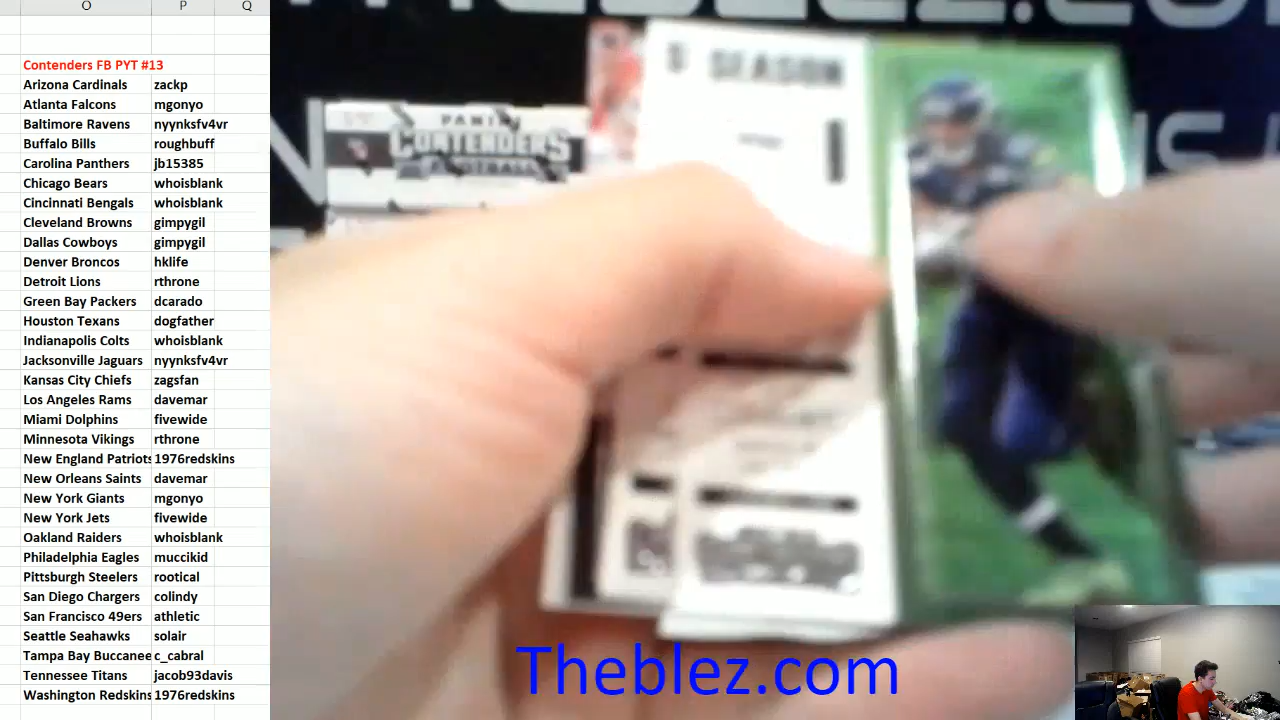 O P Q
Contenders FB PYT #13
Arizona Cardinals zackp
Atlanta Falcons mgonyo
Baltimore Ravens nyynksfv4vr
Buffalo Bills roughbuff
Carolina Panthers jb15385
Chicago Bears whoisblank
Cincinnati Bengals whoisblank
Cleveland Browns gimpygil
Dallas Cowboys gimpygil
Denver Broncos hklife
Detroit Lions rthrone
Green Bay Packers dcarado
Houston Texans dogfather
Indianapolis Colts whoisblank
Jacksonville Jaguars nyynksfv4vr
Kansas City Chiefs zagsfan
Los Angeles Rams davemar
Miami Dolphins fivewide
Minnesota Vikings rthrone
New England Patriots 1976redskins
New Orleans Saints davemar
New York Giants mgonyo
New York Jets fivewide
Oakland Raiders whoisblank
Philadelphia Eagles muccikid
Pittsburgh Steelers rootical
San Diego Chargers colindy
San Francisco 49ers athletic
Seattle Seahawks solair
Tampa Bay Buccanee c_cabral
Tennessee Titans jacob93davis
Washington Redskins 1976redskins
PANINI
CONTENDERS
FOOTBALL
SEASON
Theblez.com